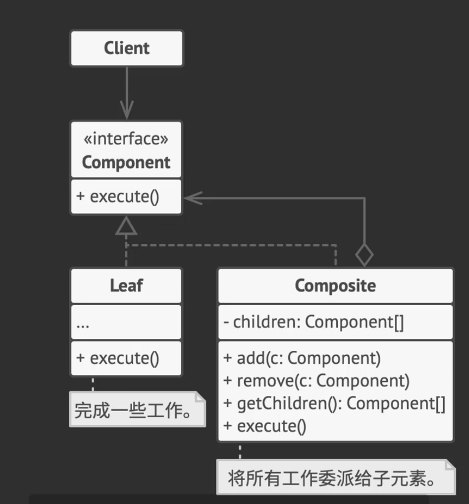 Client
«interface»
Component
+ execute()
Leaf
...
+ execute()
完成一些工作。
Composite
- children: Component[]
+ add(c: Component)
+ remove(c: Component)
+ getChildren(): Component[]
+ execute()
将所有工作委派给子元素。